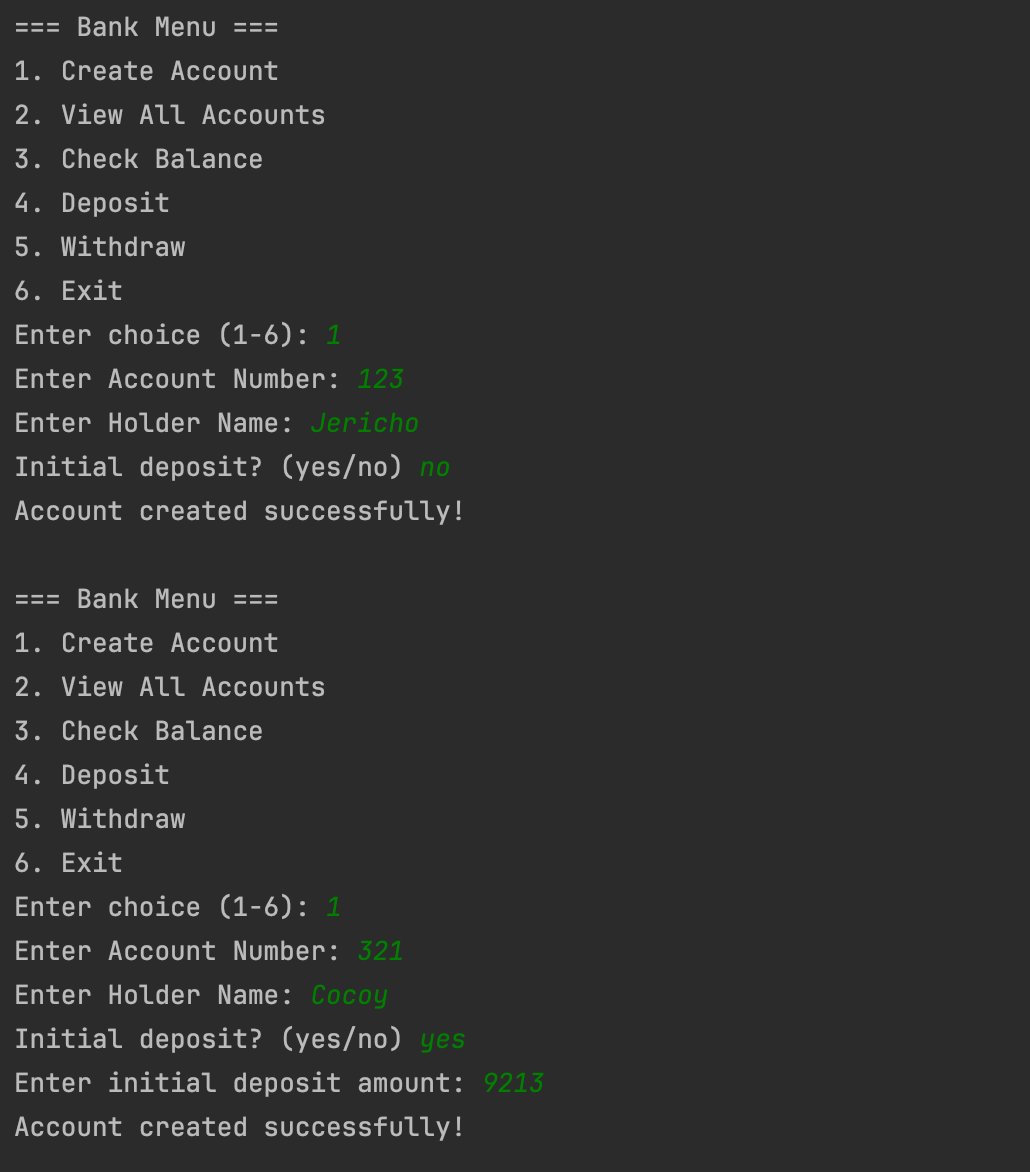 === Bank Menu ===
1. Create Account
2. View All Accounts
3. Check Balance
4. Deposit
5. Withdraw
6. Exit
Enter choice (1-6): 1
Enter Account Number: 123
Enter Holder Name: Jericho
Initial deposit? (yes/no) no
Account created successfully!

=== Bank Menu ===
1. Create Account
2. View All Accounts
3. Check Balance
4. Deposit
5. Withdraw
6. Exit
Enter choice (1-6): 1
Enter Account Number: 321
Enter Holder Name: Cocoy
Initial deposit? (yes/no) yes
Enter initial deposit amount: 9213
Account created successfully!